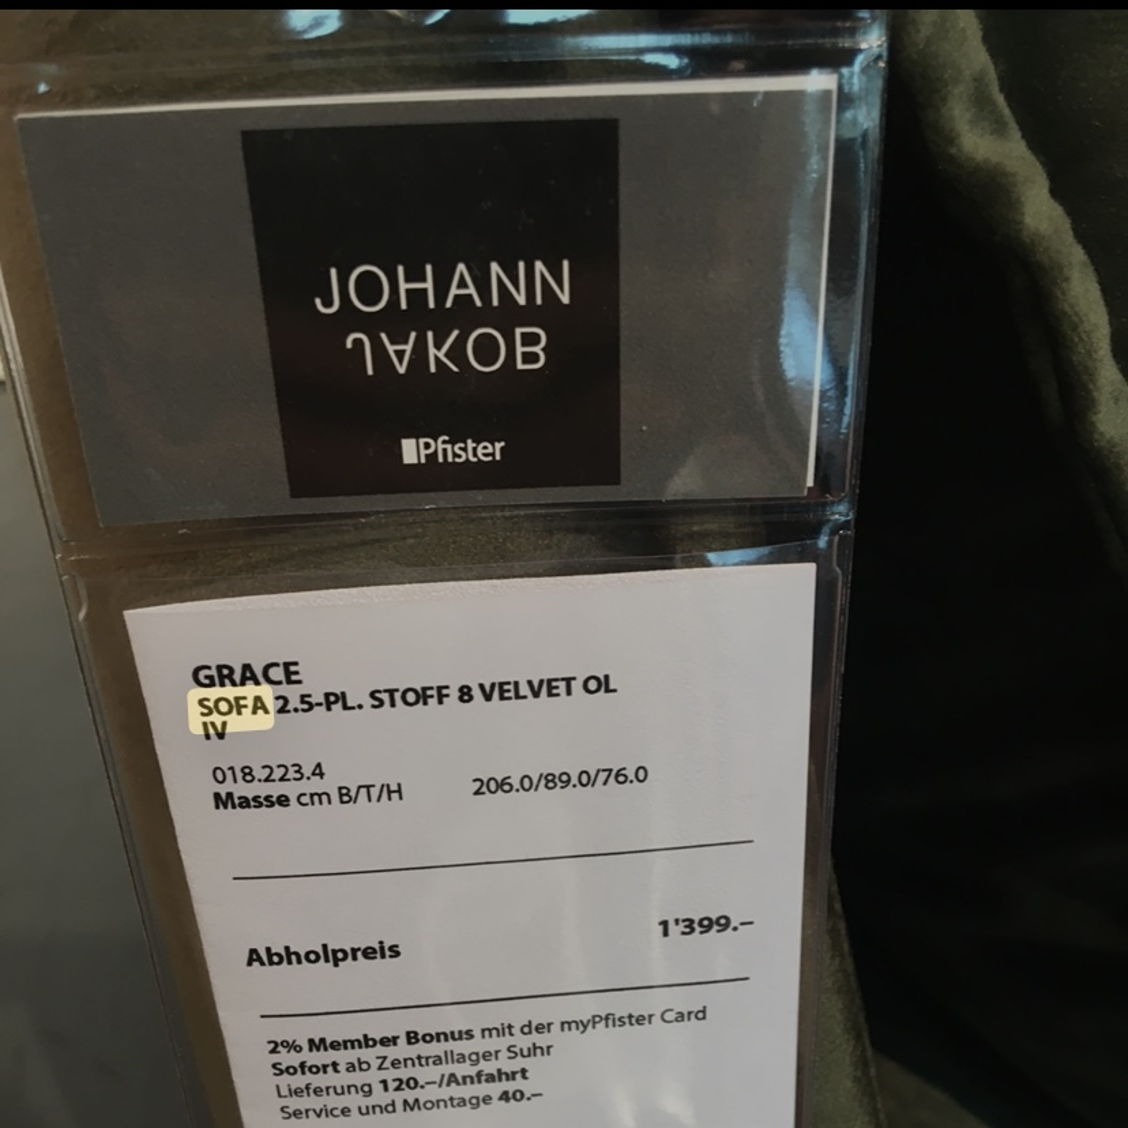 JOHANN
JAKOB
Pfister
GRACE
SOFA 2.5-PL. STOFF 8 VELVET OL
IV
018.223.4
Masse cm B/T/H 206.0/89.0/76.0
Abholpreis 1'399.–
2% Member Bonus mit der myPfister Card
Sofort ab Zentrallager Suhr
Lieferung 120.–/Anfahrt
Service und Montage 40.–